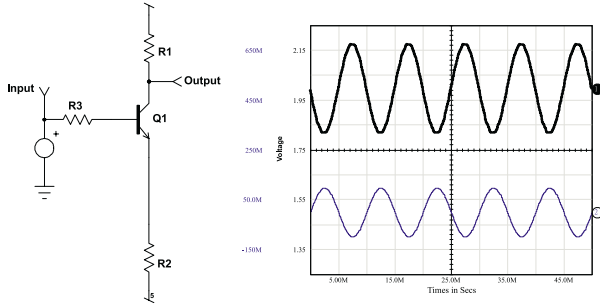 R1
Output
Input
R3
Q1
R2
5
650M
450M
250M
50.0M
-150M
Voltage
2.15
1.95
1.75
1.55
1.35
5.00M
15.0M
25.0M
35.0M
45.0M
Times in Secs